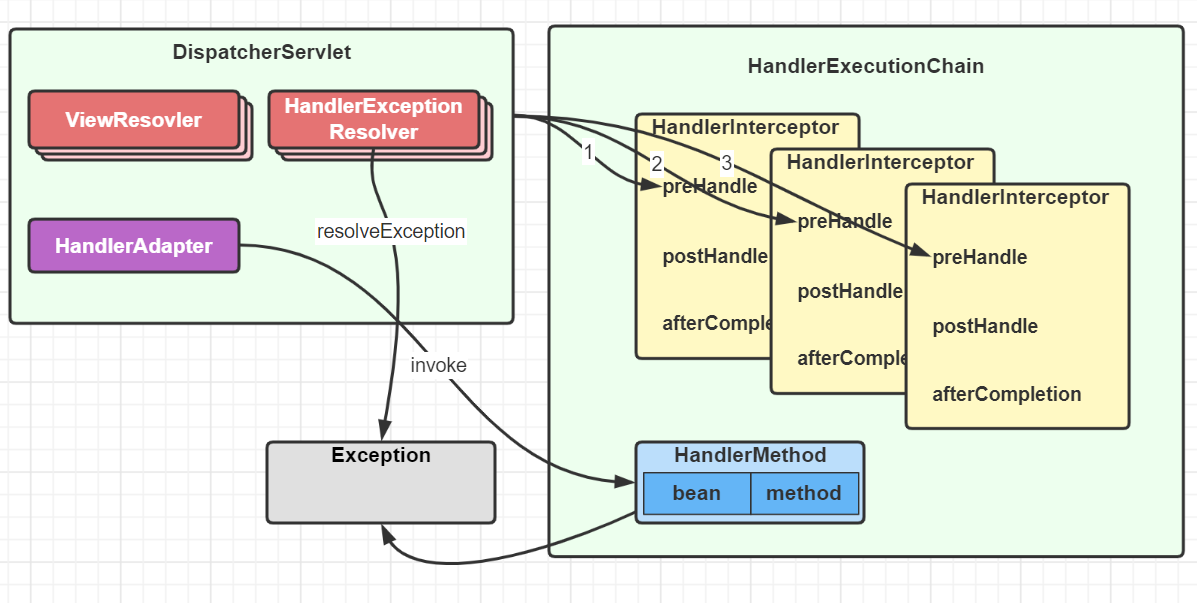 DispatcherServlet
ViewResovler
HandlerException
Resolver
HandlerAdapter
resolveException
invoke
Exception
HandlerExecutionChain
1
2
3
HandlerInterceptor
preHandle
postHandle
afterComple
HandlerInterceptor
preHandle
postHandle
afterComple
HandlerInterceptor
preHandle
postHandle
afterCompletion
HandlerMethod
bean
method